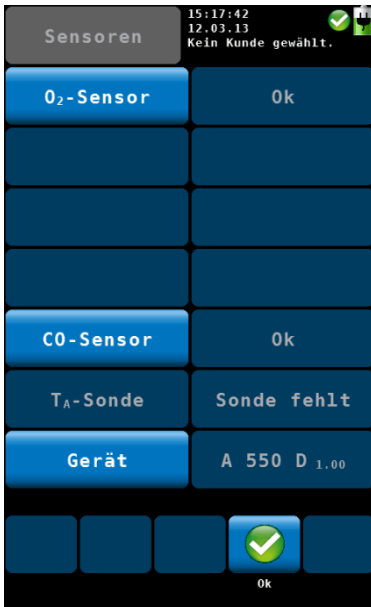 Sensoren
15:17:42
12.03.13
Kein Kunde gewählt.
O₂-Sensor Ok
CO-Sensor Ok
Tᴀ-Sonde Sonde fehlt
Gerät A 550 D 1.00
Ok